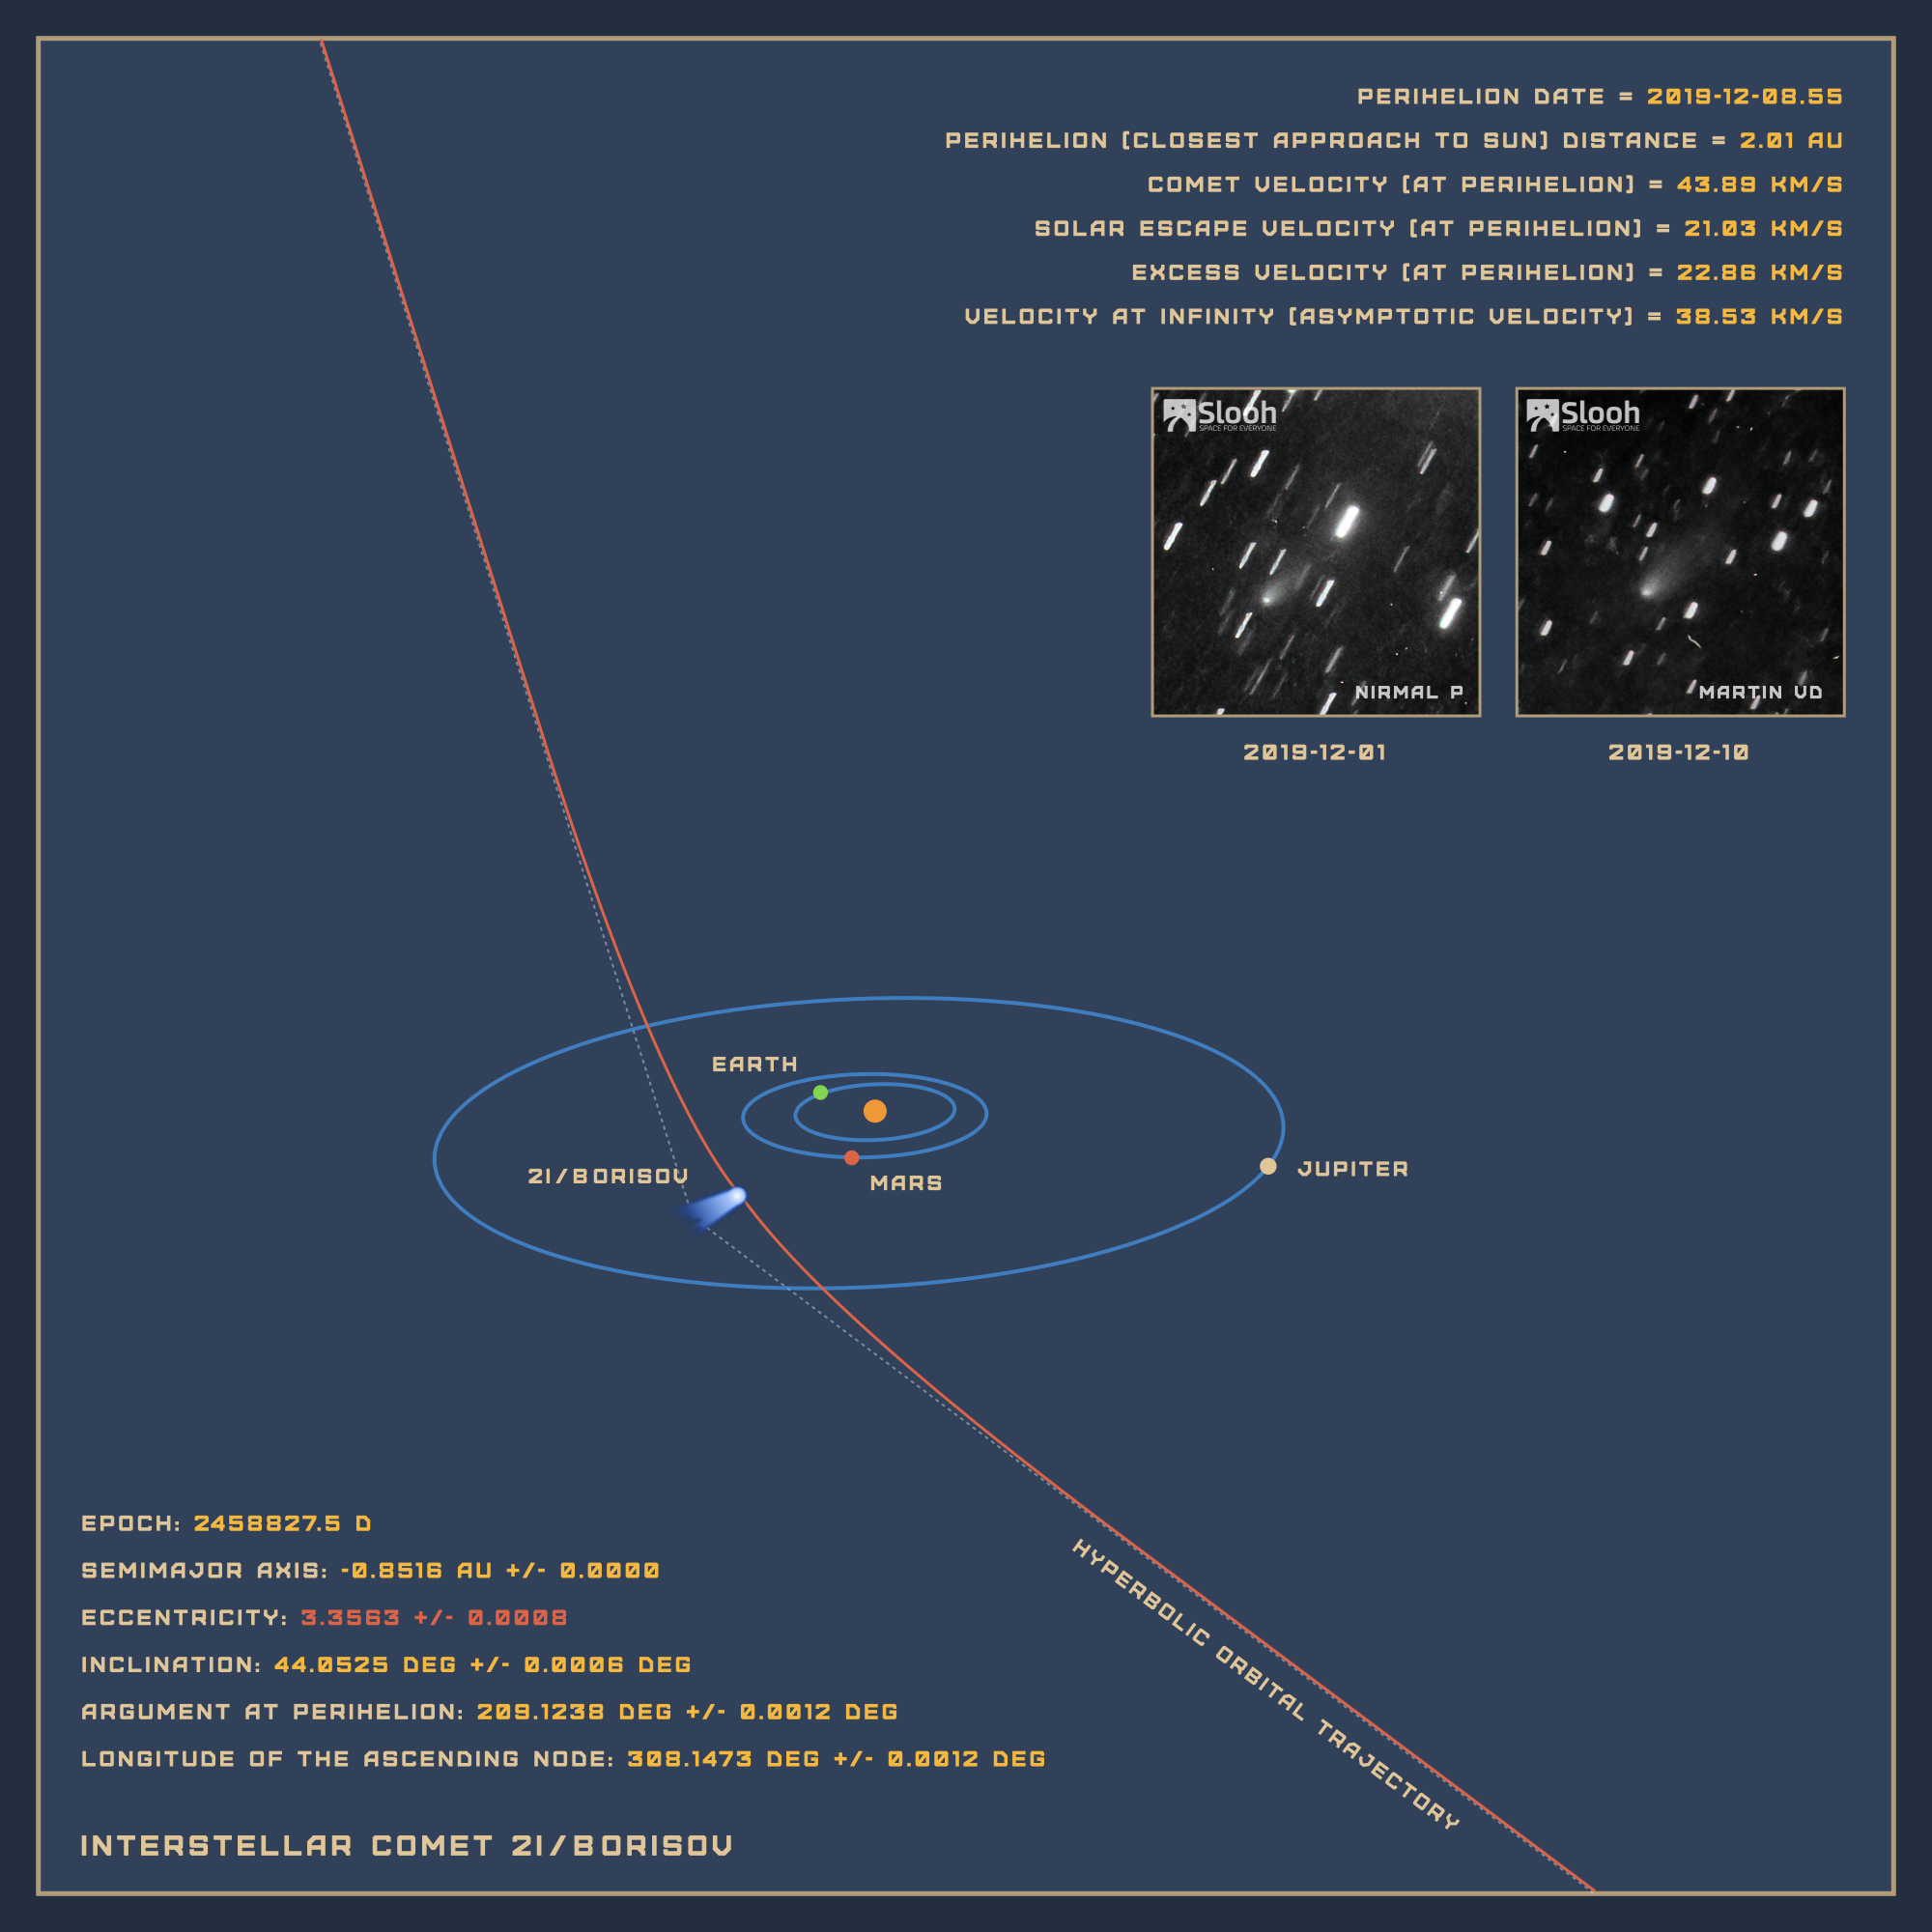 PERIHELION DATE = 2019-12-08.55
PERIHELION [CLOSEST APPROACH TO SUN] DISTANCE = 2.01 AU
COMET VELOCITY [AT PERIHELION] = 43.89 KM/S
SOLAR ESCAPE VELOCITY [AT PERIHELION] = 21.03 KM/S
EXCESS VELOCITY [AT PERIHELION] = 22.86 KM/S
VELOCITY AT INFINITY [ASYMPTOTIC VELOCITY] = 38.53 KM/S
Slooh
SPACE FOR EVERYONE
NIRMAL P
2019-12-01
Slooh
SPACE FOR EVERYONE
MARTIN VD
2019-12-10
EARTH
2I/BORISOV
MARS
JUPITER
HYPERBOLIC ORBITAL TRAJECTORY
EPOCH: 2458827.5 D
SEMIMAJOR AXIS: -0.8516 AU +/- 0.0000
ECCENTRICITY: 3.3563 +/- 0.0008
INCLINATION: 44.0525 DEG +/- 0.0006 DEG
ARGUMENT AT PERIHELION: 209.1238 DEG +/- 0.0012 DEG
LONGITUDE OF THE ASCENDING NODE: 308.1473 DEG +/- 0.0012 DEG
INTERSTELLAR COMET 2I/BORISOV